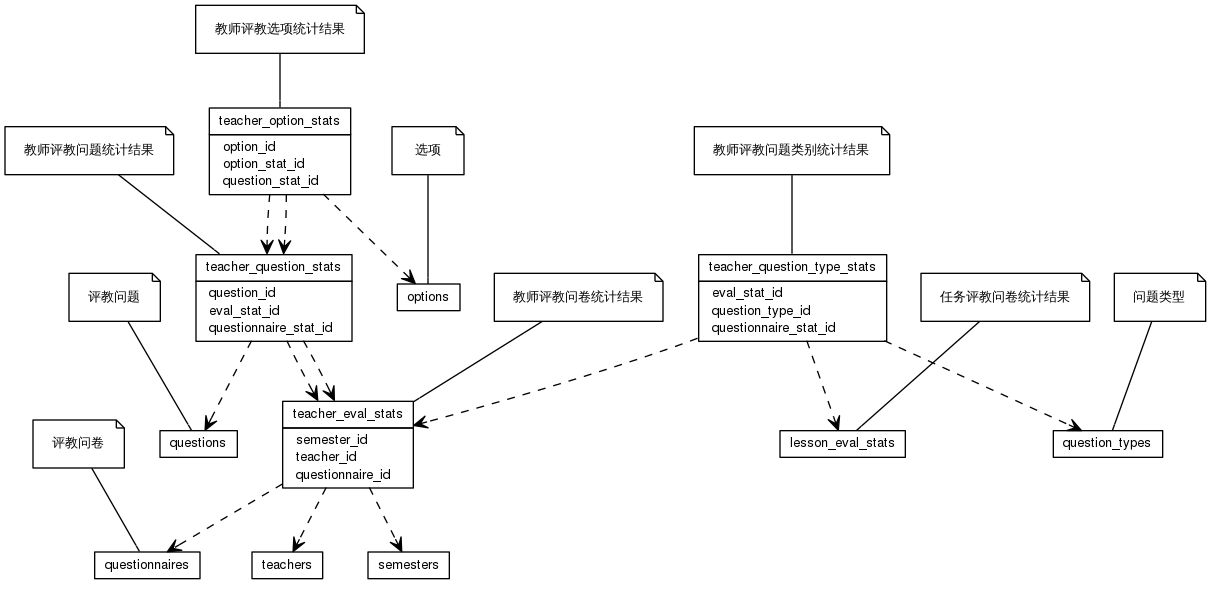 教师评教选项统计结果
teacher_option_stats
option_id
option_stat_id
question_stat_id
教师评教问题统计结果
选项
教师评教问题类别统计结果
teacher_question_stats
question_id
eval_stat_id
questionnaire_stat_id
options
teacher_question_type_stats
eval_stat_id
question_type_id
questionnaire_stat_id
评教问题
教师评教问卷统计结果
任务评教问卷统计结果
问题类型
teacher_eval_stats
semester_id
teacher_id
questionnaire_id
questions
lesson_eval_stats
question_types
评教问卷
questionnaires
teachers
semesters